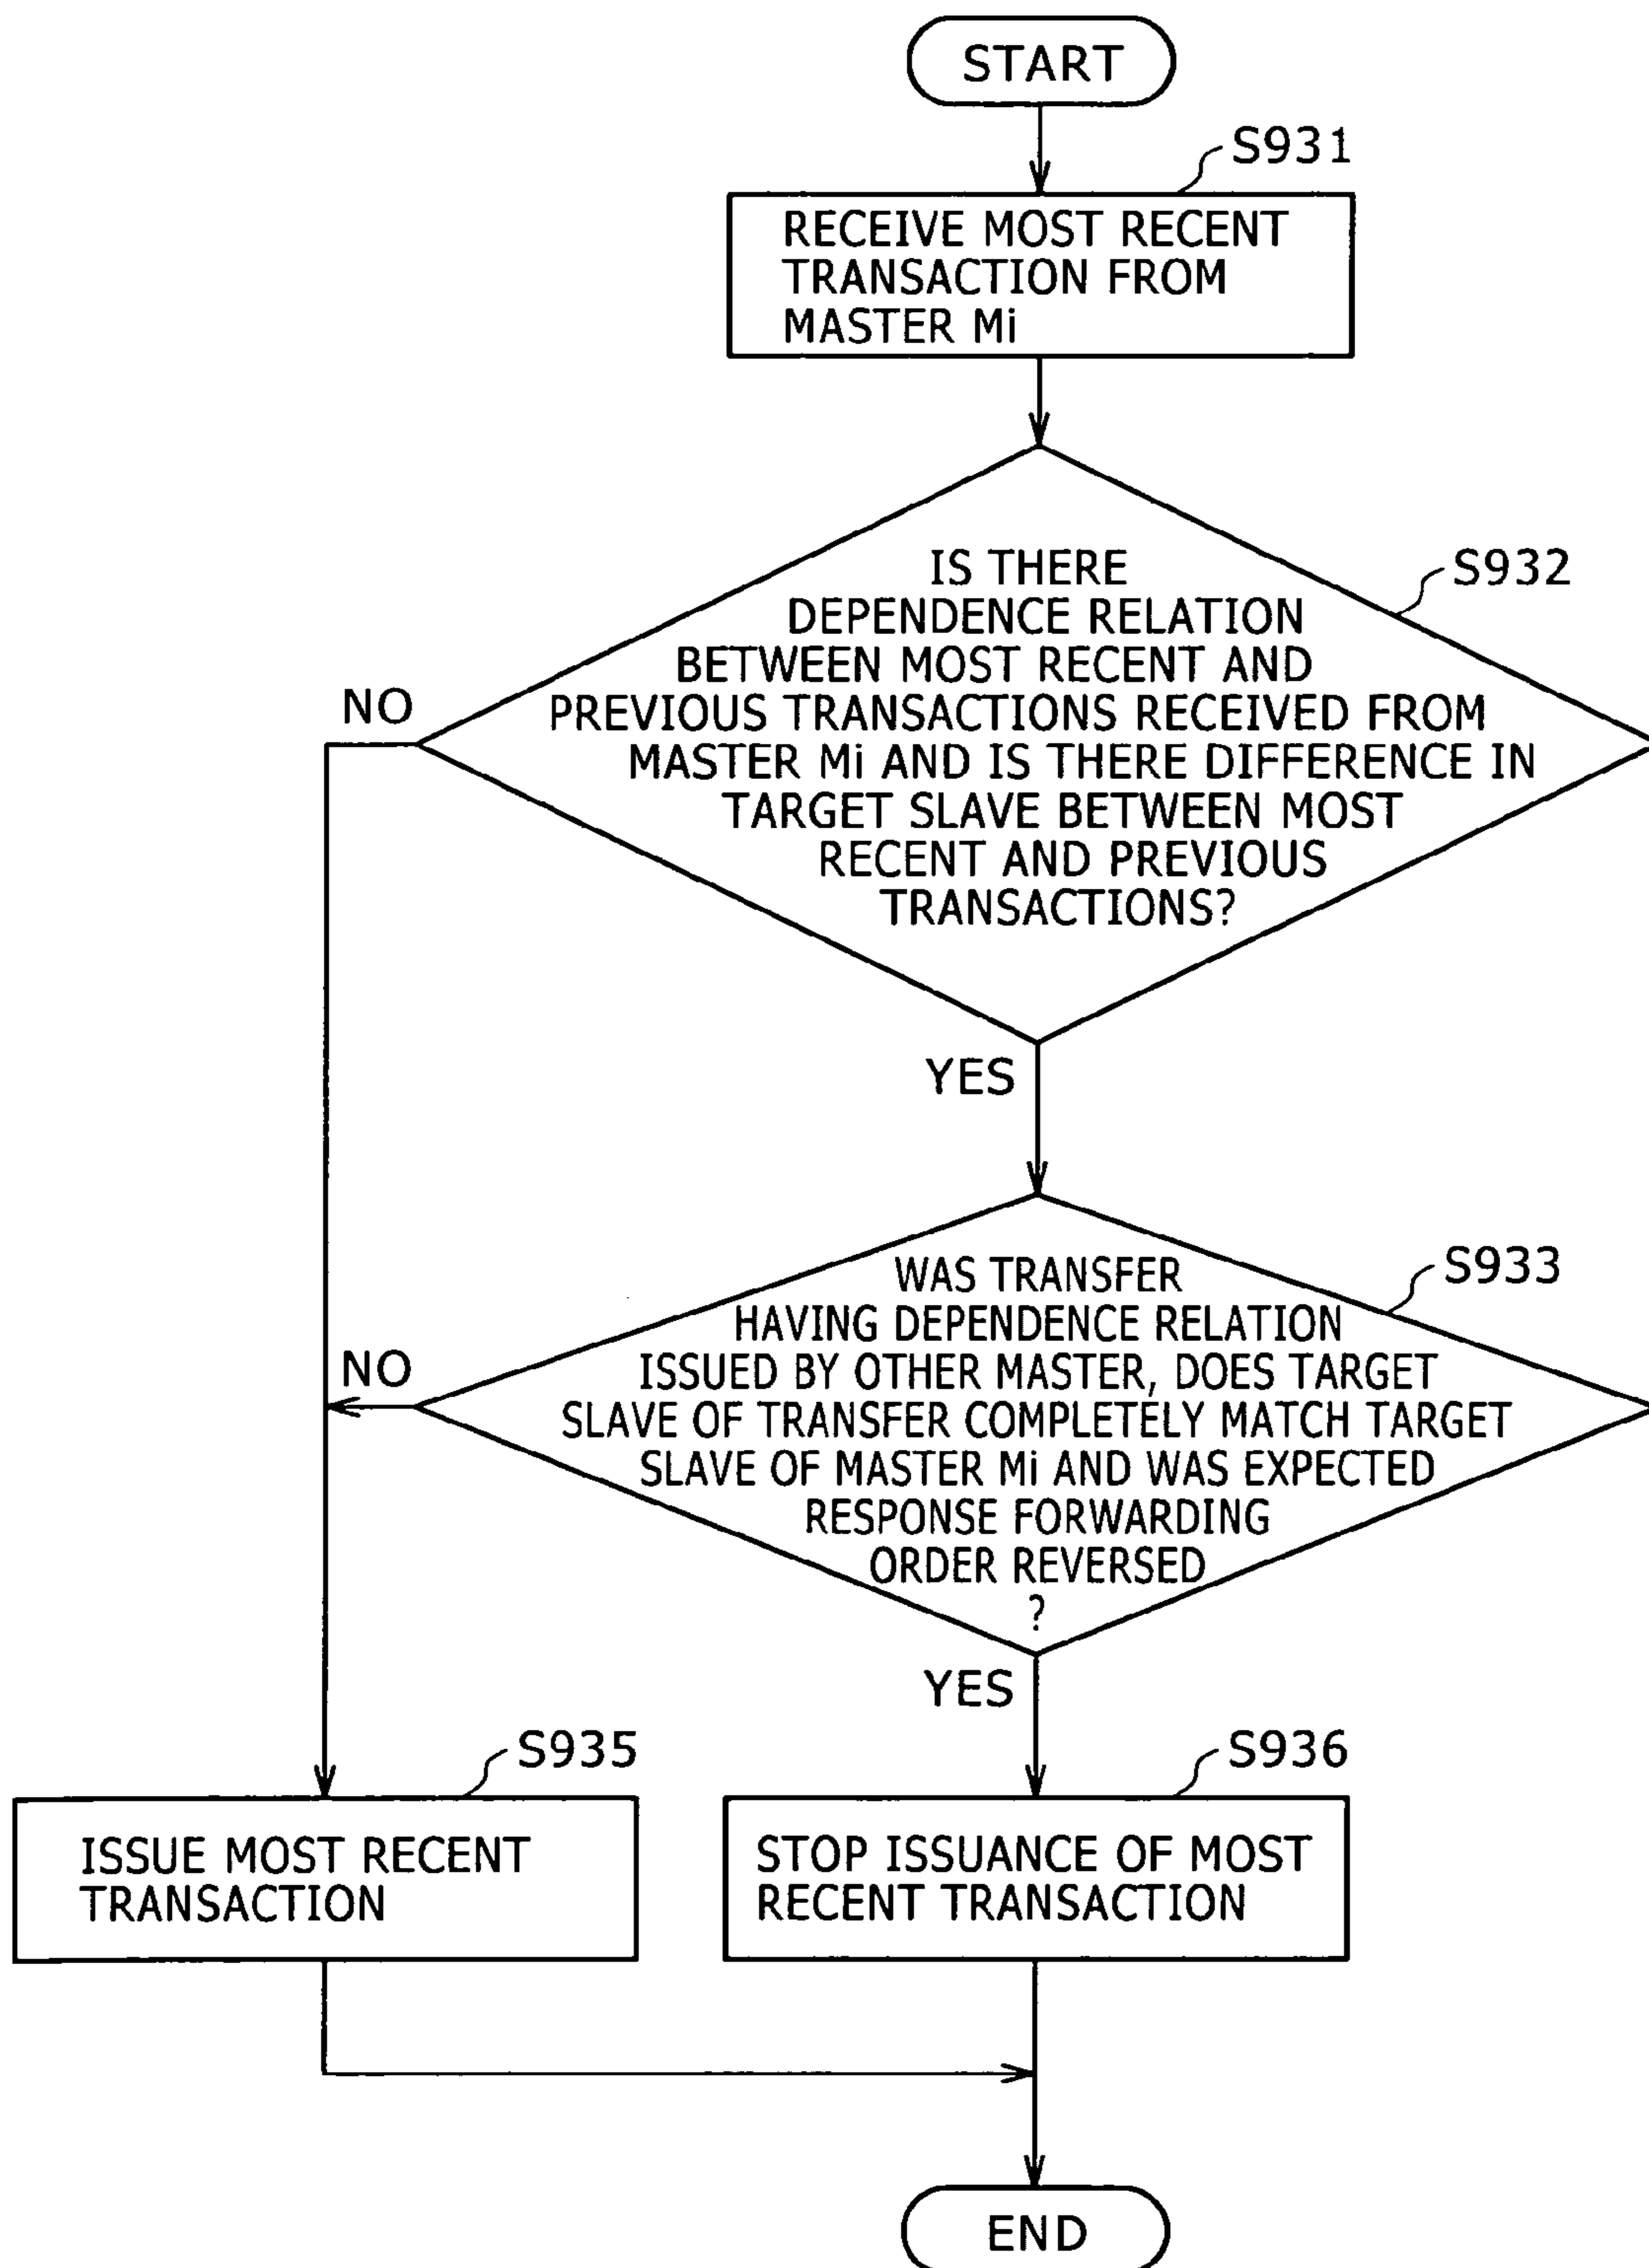 START
S931
RECEIVE MOST RECENT
TRANSACTION FROM
MASTER Mi
S932
IS THERE
DEPENDENCE RELATION
BETWEEN MOST RECENT AND
PREVIOUS TRANSACTIONS RECEIVED FROM
MASTER Mi AND IS THERE DIFFERENCE IN
TARGET SLAVE BETWEEN MOST
RECENT AND PREVIOUS
TRANSACTIONS?
NO
YES
S933
WAS TRANSFER
HAVING DEPENDENCE RELATION
ISSUED BY OTHER MASTER, DOES TARGET
SLAVE OF TRANSFER COMPLETELY MATCH TARGET
SLAVE OF MASTER Mi AND WAS EXPECTED
RESPONSE FORWARDING
ORDER REVERSED
?
NO
YES
S935
ISSUE MOST RECENT
TRANSACTION
S936
STOP ISSUANCE OF MOST
RECENT TRANSACTION
END